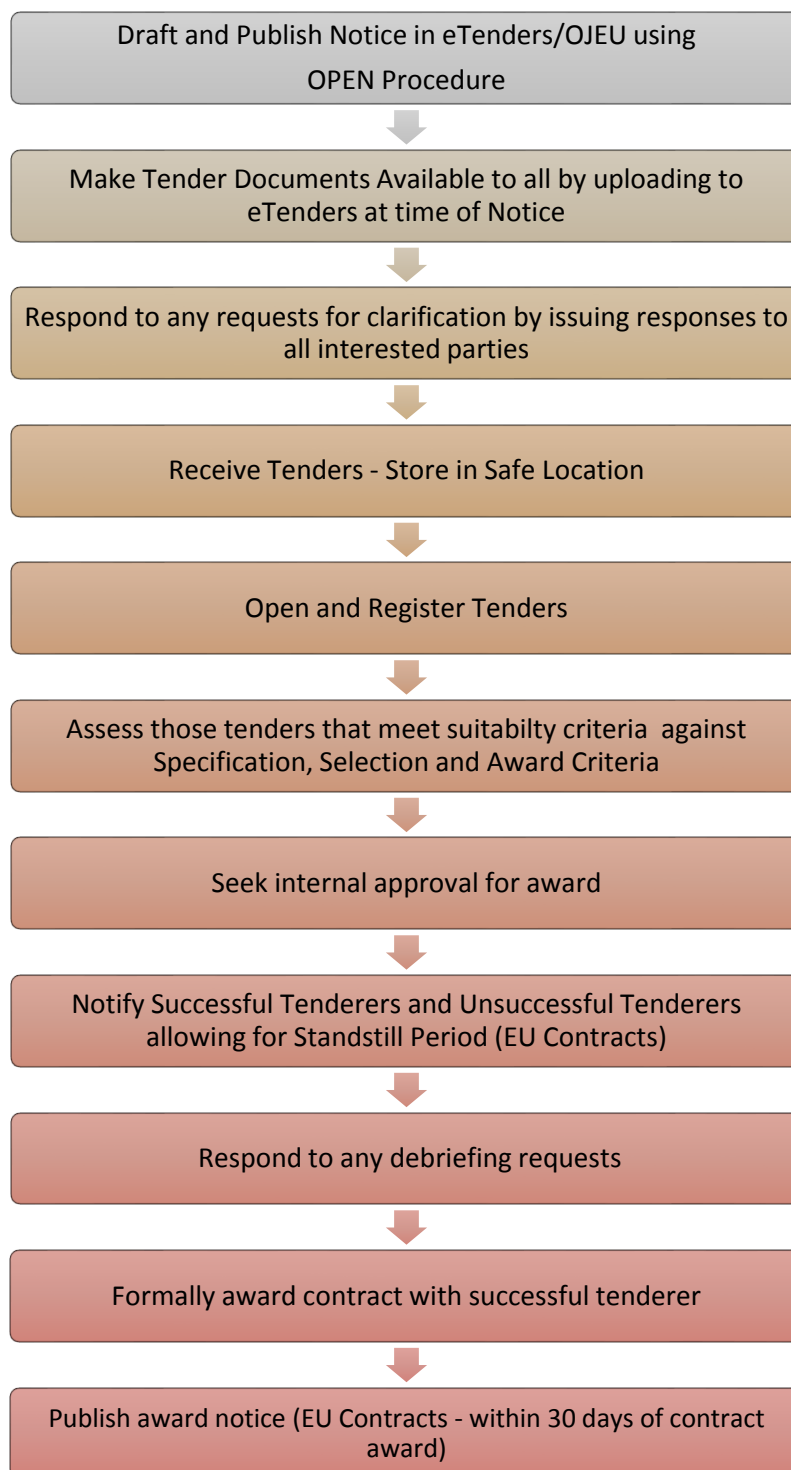 Draft and Publish Notice in eTenders/OJEU using
OPEN Procedure
Make Tender Documents Available to all by uploading to
eTenders at time of Notice
Respond to any requests for clarification by issuing responses to
all interested parties
Receive Tenders - Store in Safe Location
Open and Register Tenders
Assess those tenders that meet suitabilty criteria against
Specification, Selection and Award Criteria
Seek internal approval for award
Notify Successful Tenderers and Unsuccessful Tenderers
allowing for Standstill Period (EU Contracts)
Respond to any debriefing requests
Formally award contract with successful tenderer
Publish award notice (EU Contracts - within 30 days of contract
award)